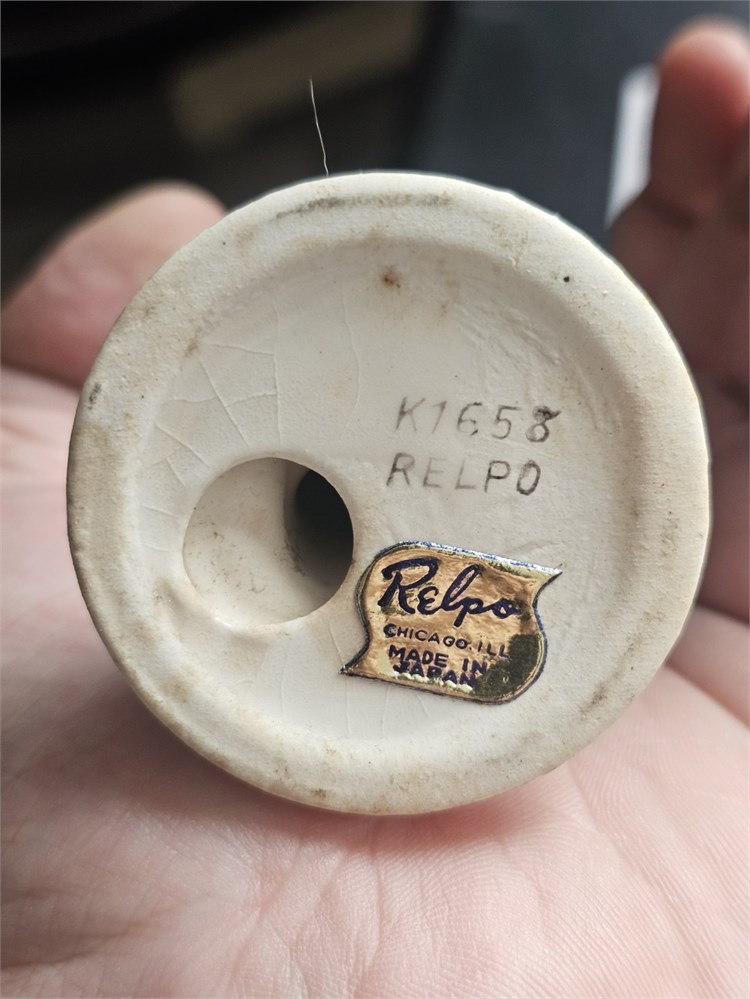 K1658
RELPO
Relpo
CHICAGO. ILL
MADE IN
JAPAN